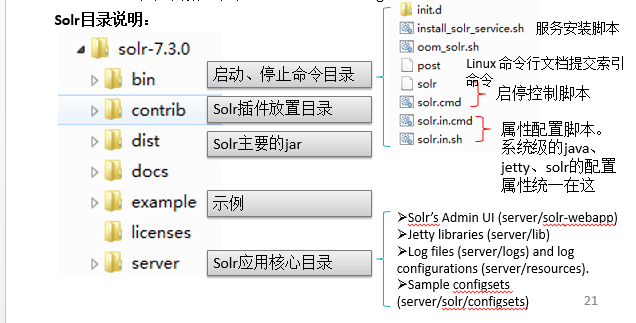 Solr目录说明：
solr-7.3.0
bin
启动、停止命令目录
contrib
Solr插件放置目录
dist
Solr主要的jar
docs
example
示例
licenses
server
Solr应用核心目录
init.d
install_solr_service.sh
服务安装脚本
oom_solr.sh
post
Linux 命令行文档提交索引
命令
solr
solr.cmd
启停控制脚本
solr.in.cmd
solr.in.sh
属性配置脚本。
系统级的java、
jetty、solr的配置
属性统一在这
➢Solr's Admin UI (server/solr-webapp)
➢Jetty libraries (server/lib)
➢Log files (server/logs) and log
configurations (server/resources).
➢Sample configsets
(server/solr/configsets)
21